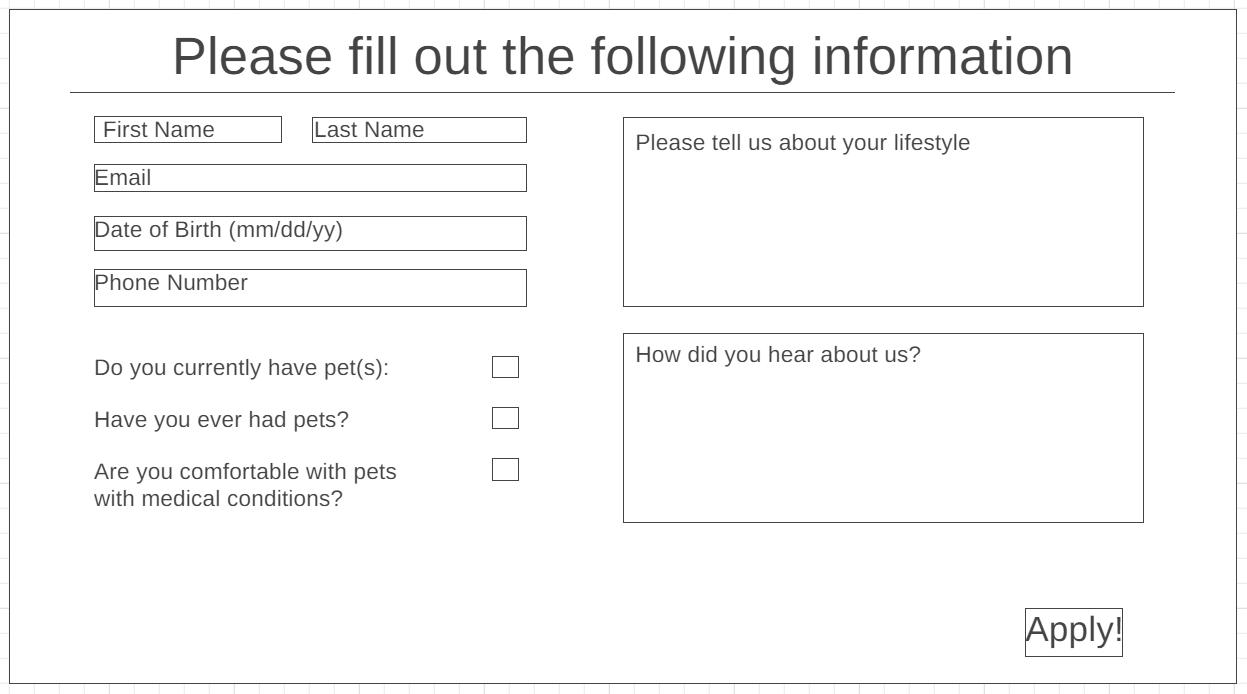 Please fill out the following information
First Name
Last Name
Email
Date of Birth (mm/dd/yy)
Phone Number
Do you currently have pet(s):
Have you ever had pets?
Are you comfortable with pets
with medical conditions?
Please tell us about your lifestyle
How did you hear about us?
Apply!